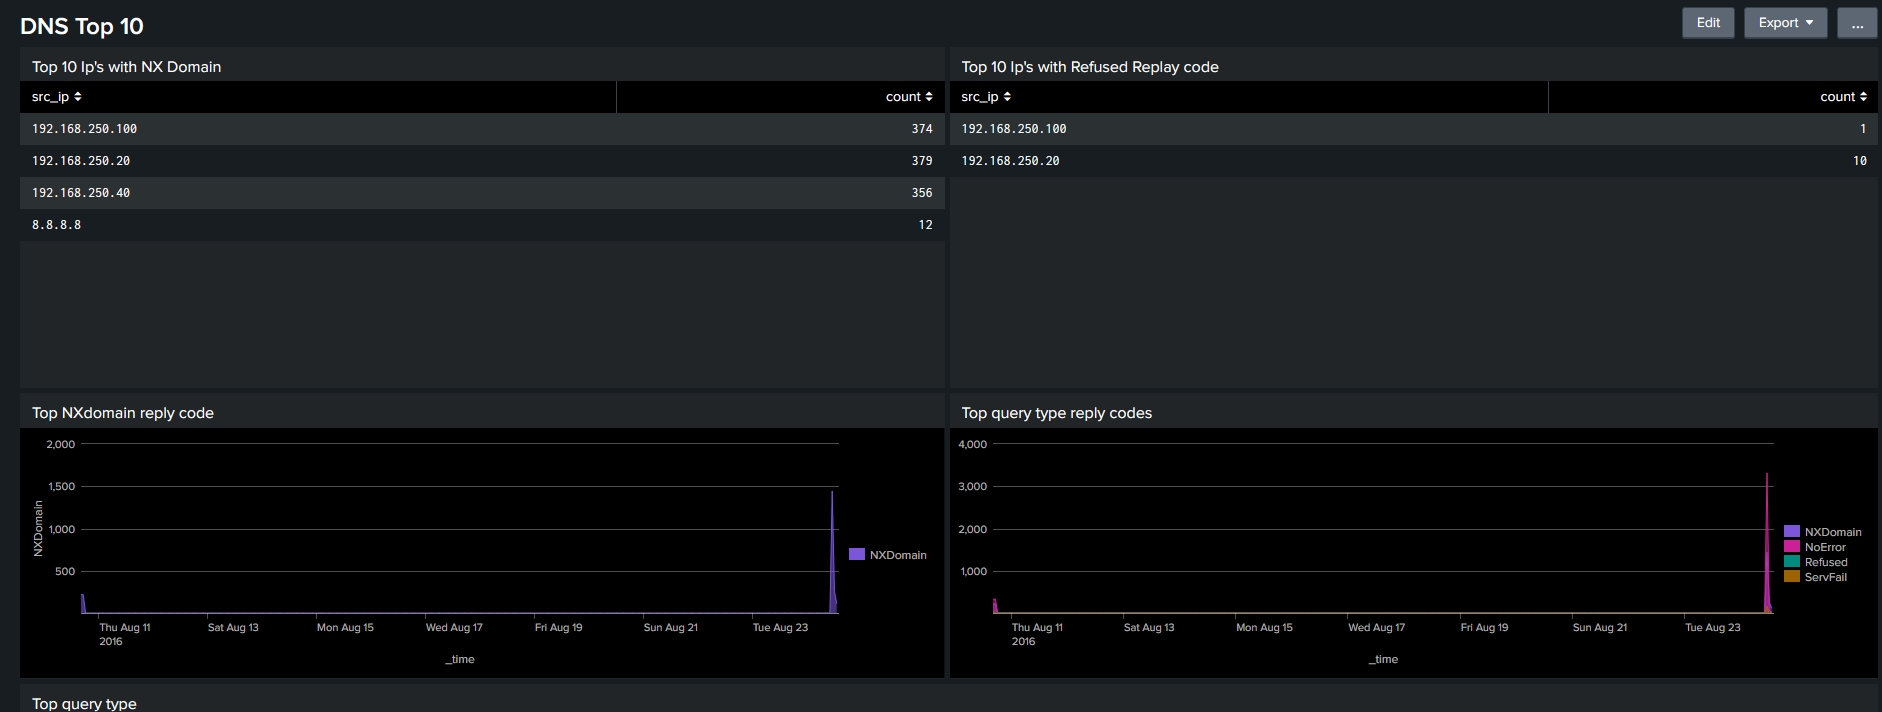 DNS Top 10
Edit
Export
...
Top 10 Ip's with NX Domain
src_ip count
192.168.250.100 374
192.168.250.20 379
192.168.250.40 356
8.8.8.8 12
Top 10 Ip's with Refused Replay code
src_ip count
192.168.250.100 1
192.168.250.20 10
Top NXdomain reply code
NXDomain
2,000
1,500
1,000
500
Thu Aug 11 Sat Aug 13 Mon Aug 15 Wed Aug 17 Fri Aug 19 Sun Aug 21 Tue Aug 23
2016
_time
NXDomain
Top query type reply codes
4,000
3,000
2,000
1,000
Thu Aug 11 Sat Aug 13 Mon Aug 15 Wed Aug 17 Fri Aug 19 Sun Aug 21 Tue Aug 23
2016
_time
NXDomain
NoError
Refused
ServFail
Top query type